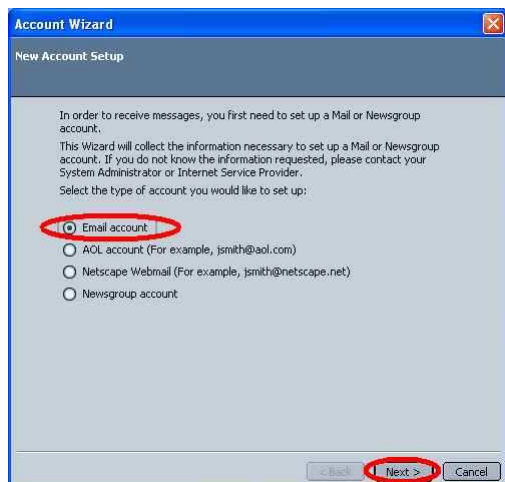 Account Wizard
New Account Setup
In order to receive messages, you first need to set up a Mail or Newsgroup
account.
This Wizard will collect the information necessary to set up a Mail or Newsgroup
account. If you do not know the information requested, please contact your
System Administrator or Internet Service Provider.
Select the type of account you would like to set up:
Email account
AOL account (For example, jsmith@aol.com)
Netscape Webmail (For example, jsmith@netscape.net)
Newsgroup account
< Back Next > Cancel